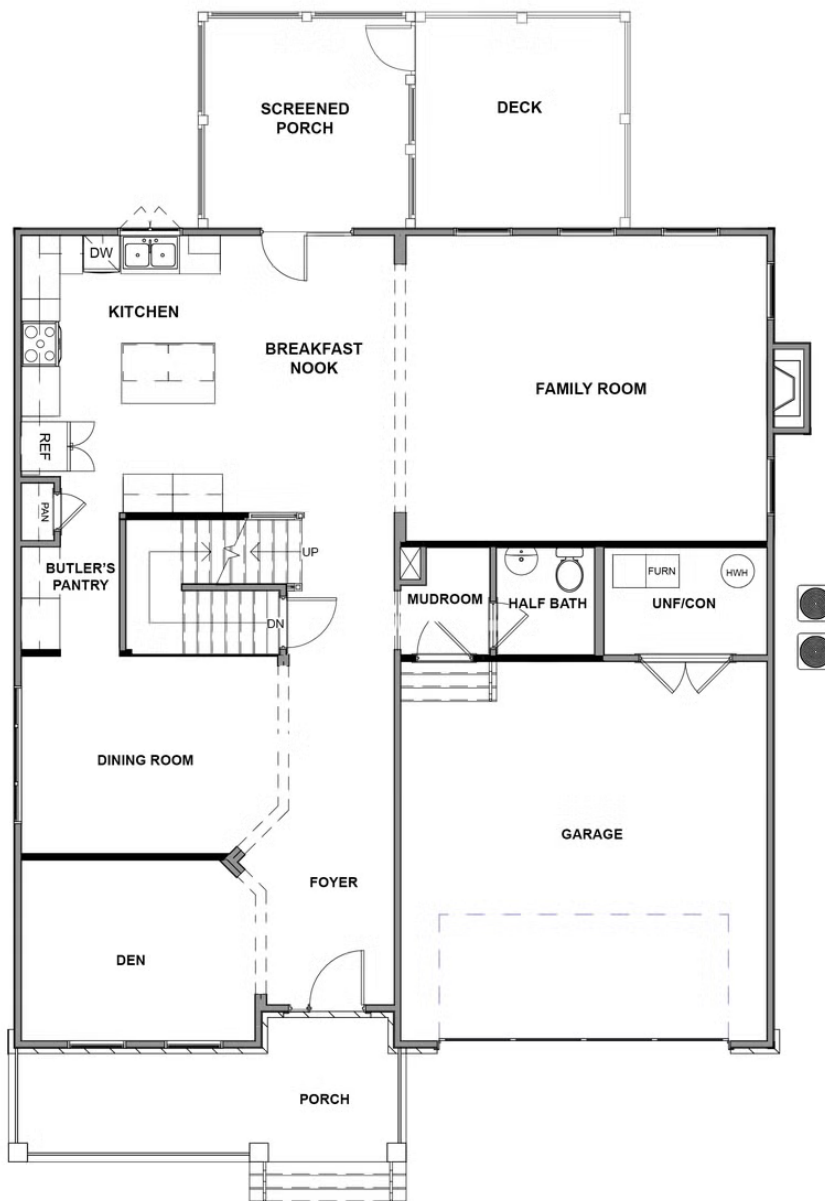 SCREENED
PORCH
DECK
DW
KITCHEN
BREAKFAST
NOOK
FAMILY ROOM
REF
PAN
UP
BUTLER'S
PANTRY
MUDROOM
HALF BATH
FURN
HWH
UNF/CON
DN
DINING ROOM
GARAGE
FOYER
DEN
PORCH